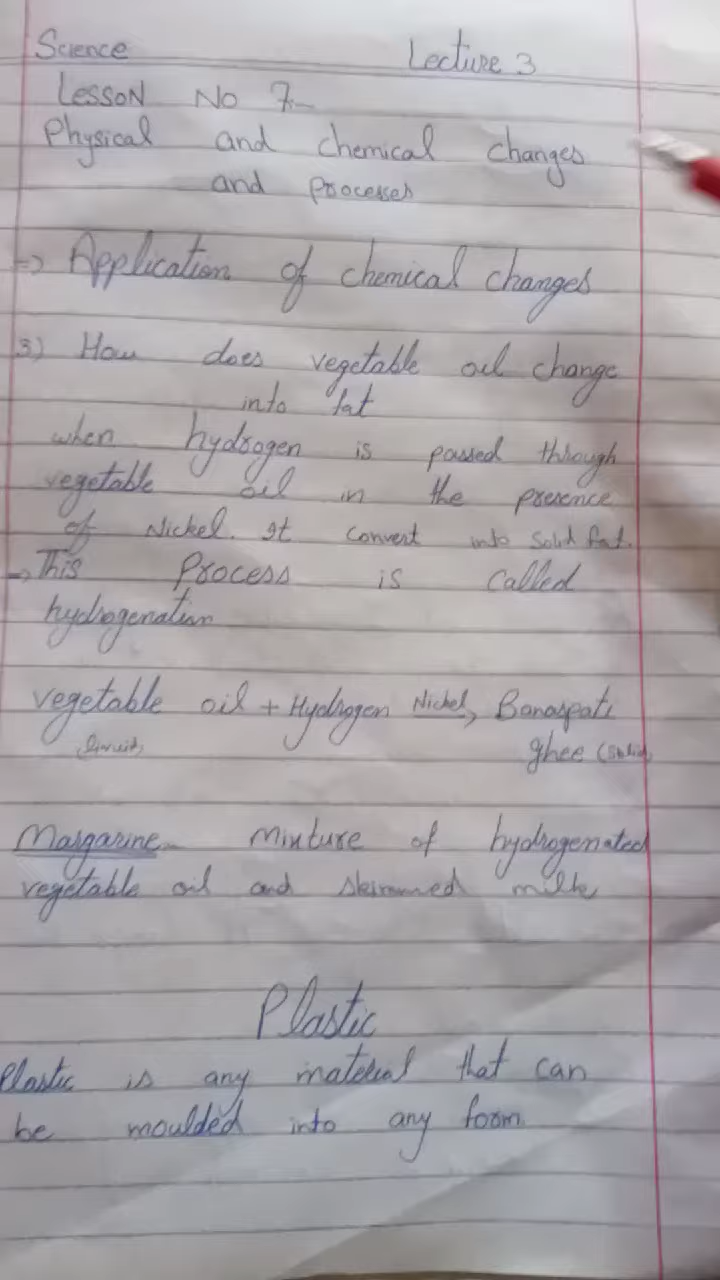 Science Lecture 3
Lesson No 7
Physical and chemical changes
and processes
-> Application of chemical changes
3) How does vegetable oil change
into fat
when hydrogen is passed through
vegetable oil in the presence
of Nickel. It convert into solid fat.
-> This Process is called
hydrogenation
vegetable oil + Hydrogen Nickel, Banaspati
(liquid) ghee (solid)
Margarine - Mixture of hydrogenated
vegetable oil and skimmed milk
Plastic
Plastic is any material that can
be moulded into any form